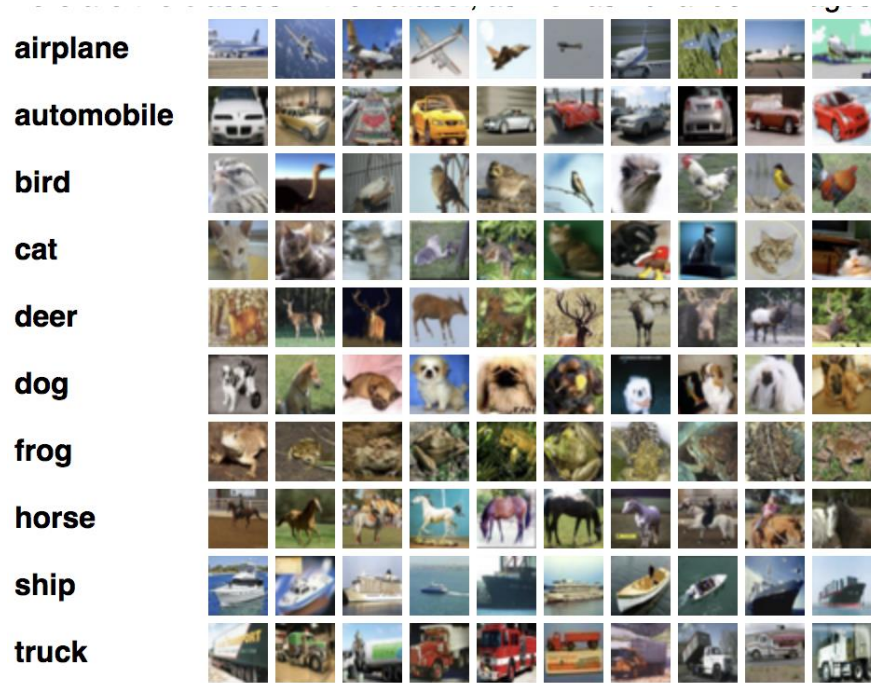 airplane
automobile
bird
cat
deer
dog
frog
horse
ship
truck